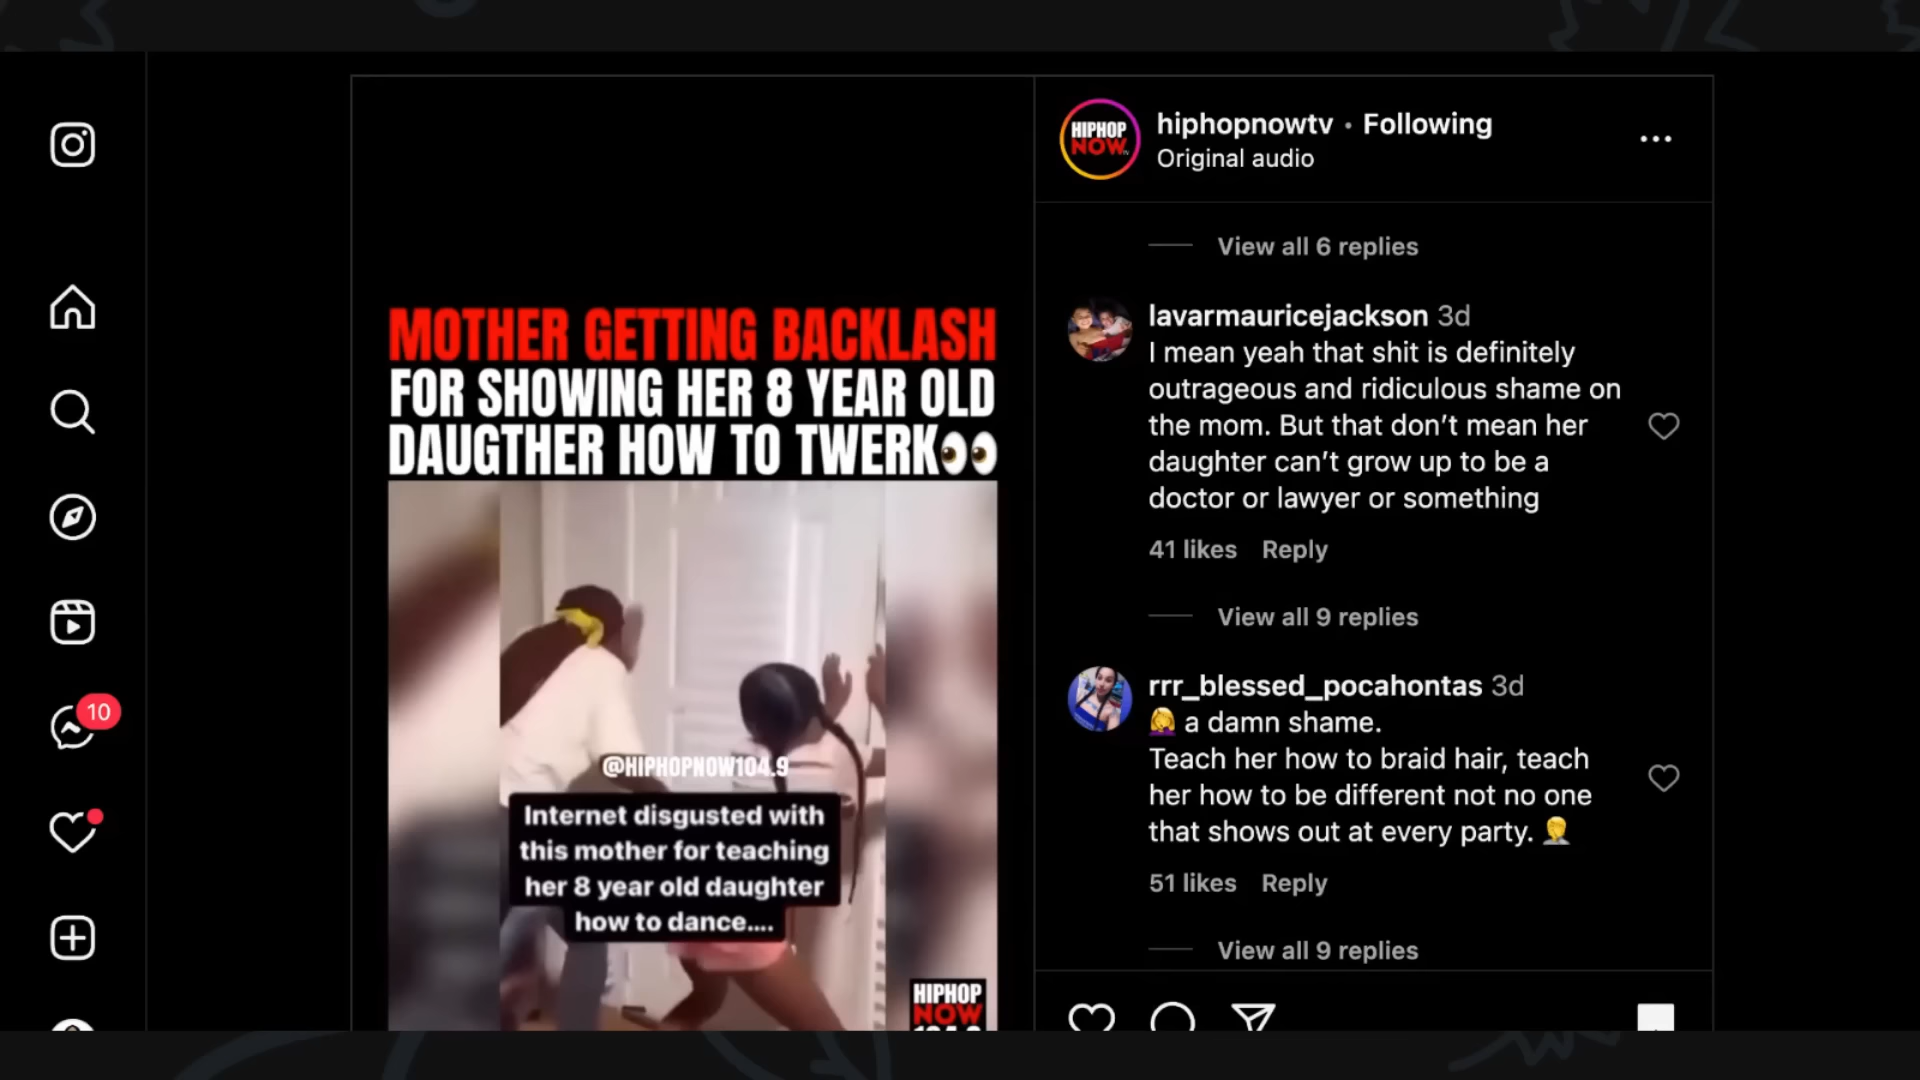 MOTHER GETTING BACKLASH
FOR SHOWING HER 8 YEAR OLD
DAUGTHER HOW TO TWERK👀
@HIPHOPNOW104.9
Internet disgusted with
this mother for teaching
her 8 year old daughter
how to dance....
HIPHOP
NOW
10
HIPHOP
NOW
hiphopnowtv • Following
Original audio
View all 6 replies
lavarmauricejackson 3d
I mean yeah that shit is definitely
outrageous and ridiculous shame on
the mom. But that don’t mean her
daughter can’t grow up to be a
doctor or lawyer or something
41 likes Reply
View all 9 replies
rrr_blessed_pocahontas 3d
🤦‍♀️ a damn shame.
Teach her how to braid hair, teach
her how to be different not no one
that shows out at every party. 🤦
51 likes Reply
View all 9 replies